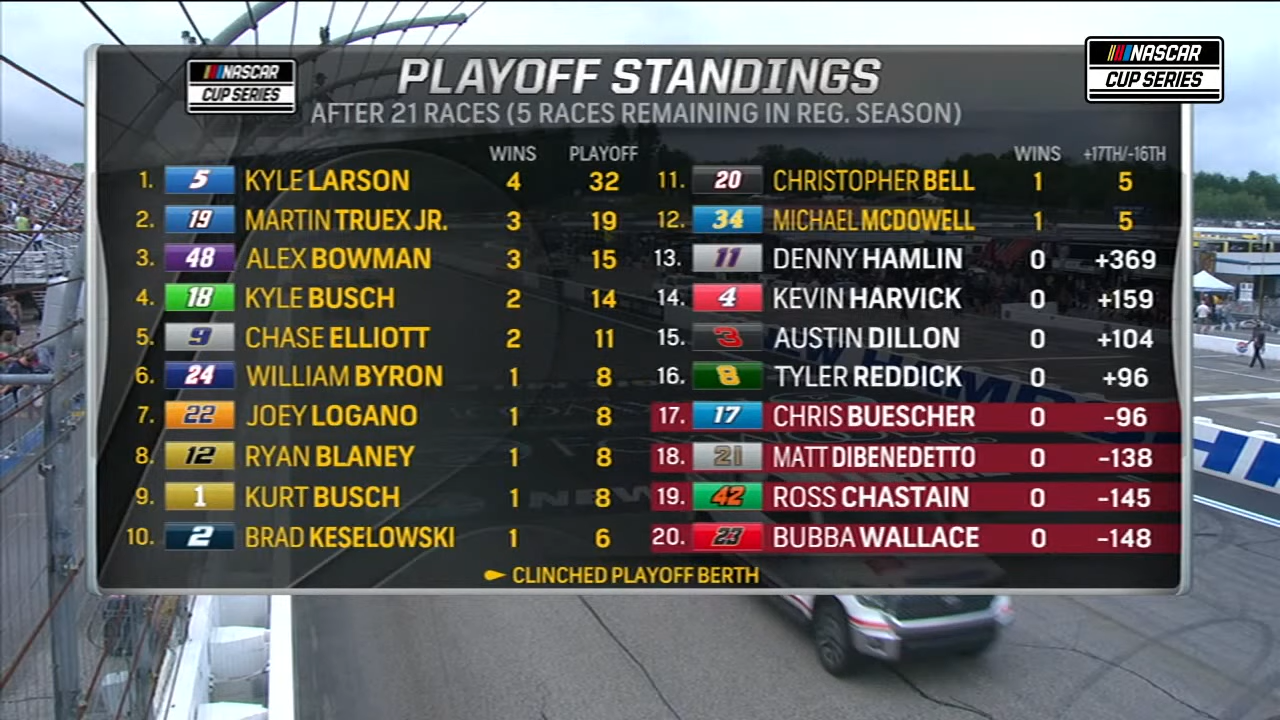 NASCAR
CUP SERIES
NASCAR
CUP SERIES
PLAYOFF STANDINGS
AFTER 21 RACES (5 RACES REMAINING IN REG. SEASON)
WINS PLAYOFF WINS +17TH/-16TH
1. 5 KYLE LARSON 4 32
2. 19 MARTIN TRUEX JR. 3 19
3. 48 ALEX BOWMAN 3 15
4. 18 KYLE BUSCH 2 14
5. 9 CHASE ELLIOTT 2 11
6. 24 WILLIAM BYRON 1 8
7. 22 JOEY LOGANO 1 8
8. 12 RYAN BLANEY 1 8
9. 1 KURT BUSCH 1 8
10. 2 BRAD KESELOWSKI 1 6
11. 20 CHRISTOPHER BELL 1 5
12. 34 MICHAEL MCDOWELL 1 5
13. 11 DENNY HAMLIN 0 +369
14. 4 KEVIN HARVICK 0 +159
15. 3 AUSTIN DILLON 0 +104
16. 8 TYLER REDDICK 0 +96
17. 17 CHRIS BUESCHER 0 -96
18. 21 MATT DIBENEDETTO 0 -138
19. 42 ROSS CHASTAIN 0 -145
20. 23 BUBBA WALLACE 0 -148
CLINCHED PLAYOFF BERTH